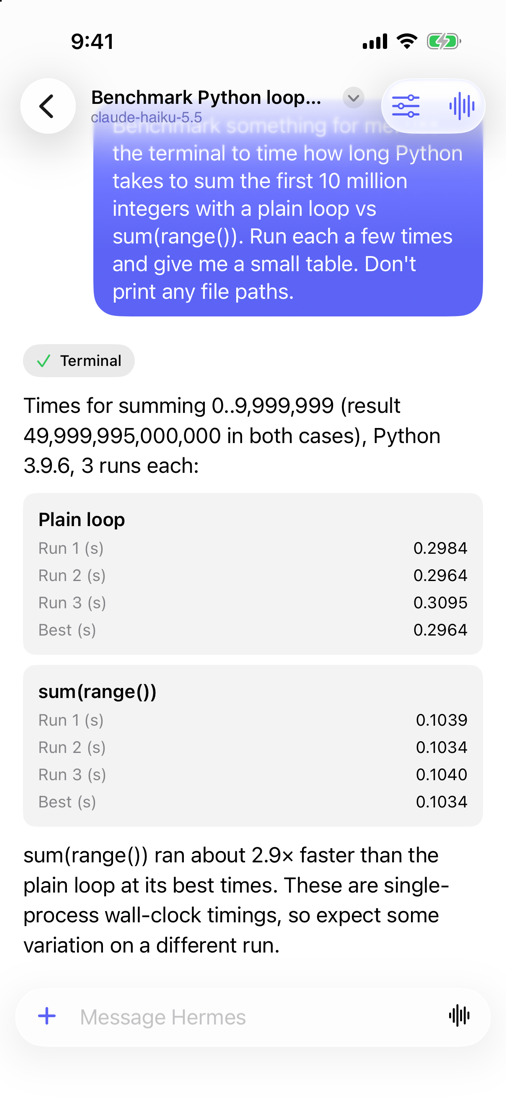 9:41
Benchmark Python loop...
claude-haiku-5.5
Benchmark something for me
the terminal to time how long Python
takes to sum the first 10 million
integers with a plain loop vs
sum(range()). Run each a few times
and give me a small table. Don't
print any file paths.
Terminal
Times for summing 0..9,999,999 (result
49,999,995,000,000 in both cases), Python
3.9.6, 3 runs each:
Plain loop
Run 1 (s) 0.2984
Run 2 (s) 0.2964
Run 3 (s) 0.3095
Best (s) 0.2964
sum(range())
Run 1 (s) 0.1039
Run 2 (s) 0.1034
Run 3 (s) 0.1040
Best (s) 0.1034
sum(range()) ran about 2.9× faster than the
plain loop at its best times. These are single-
process wall-clock timings, so expect some
variation on a different run.
Message Hermes